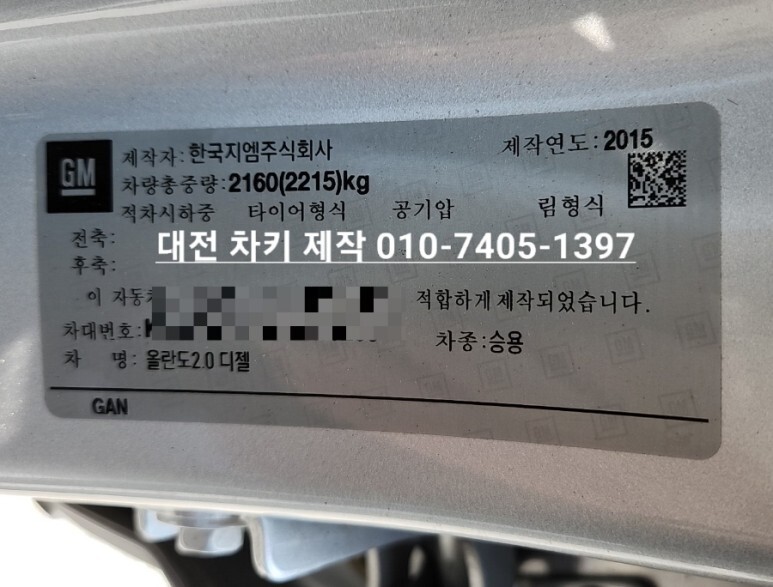 GM
제작자:한국지엠주식회사 제작연도:2015
차량총중량:2160(2215)kg
적차시하중 타이어형식 공기압 림형식
전축:
대전 차키 제작 010-7405-1397
후축:
이 자동차 적합하게 제작되었습니다.
차대번호:K
차종:승용
차 명: 올란도2.0 디젤
GAN